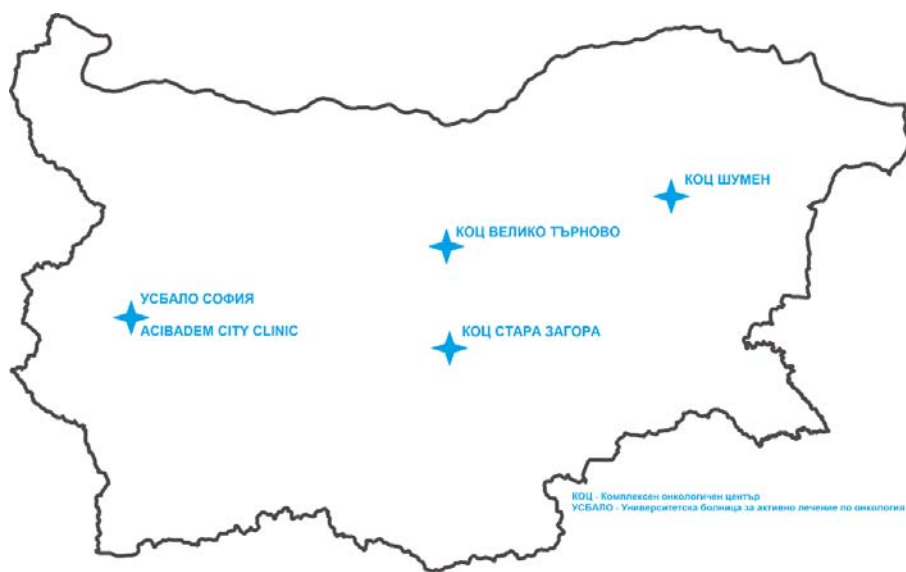 КОЦ ШУМЕН
КОЦ ВЕЛИКО ТЪРНОВО
УСБАЛО СОФИЯ
ACIBADEM CITY CLINIC
КОЦ СТАРА ЗАГОРА
КОЦ - Комплексен онкологичен център
УСБАЛО - Университетска болница за активно лечение по онкология